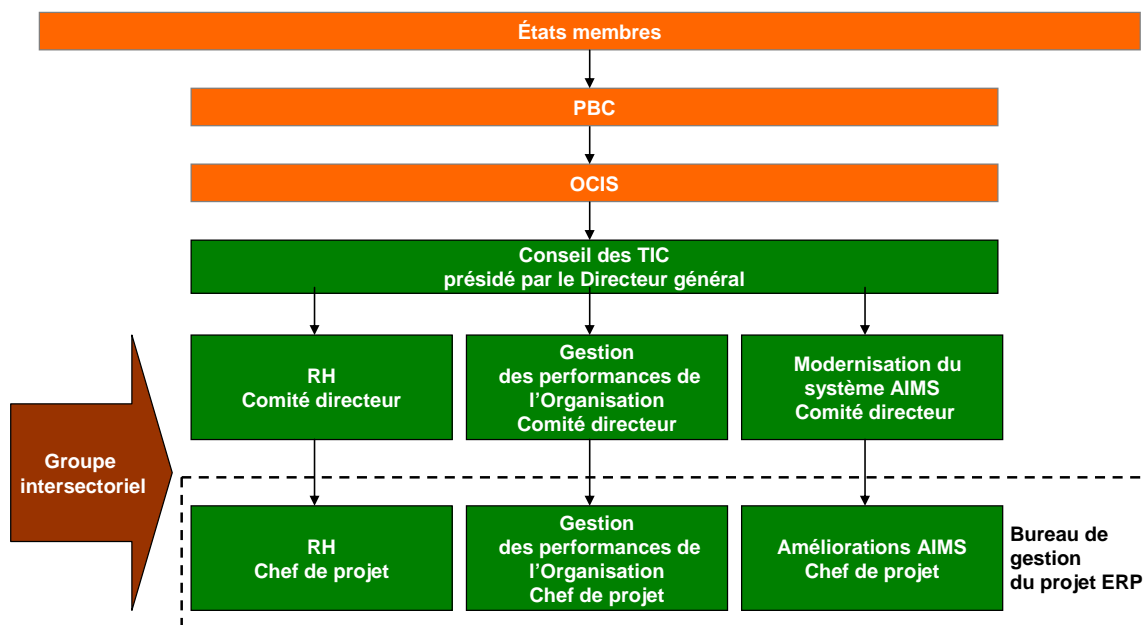 États membres
PBC
OCIS
Conseil des TIC
présidé par le Directeur général
RH
Comité directeur
Gestion
des performances de
l’Organisation
Comité directeur
Modernisation du
système AIMS
Comité directeur
Groupe
intersectoriel
RH
Chef de projet
Gestion
des performances de
l’Organisation
Chef de projet
Améliorations AIMS
Chef de projet
Bureau de
gestion
du projet ERP